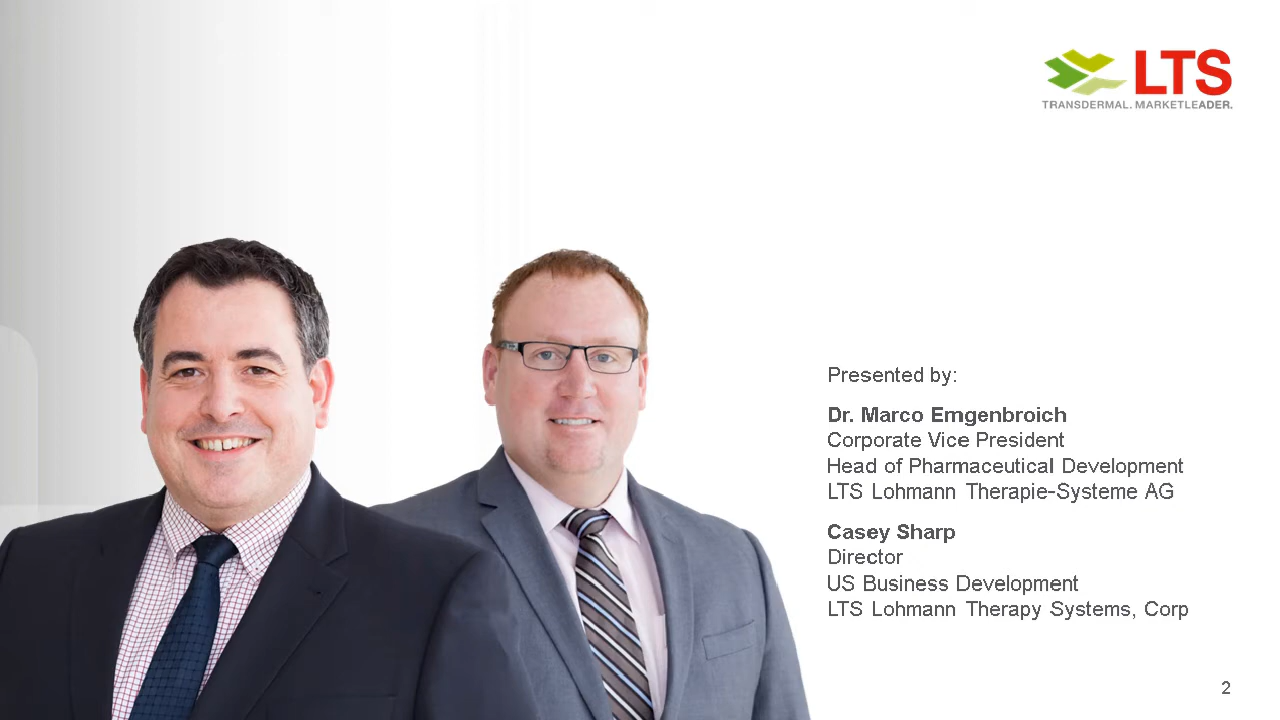 LTS
TRANSDERMAL. MARKETLEADER.
Presented by:
Dr. Marco Emgenbroich
Corporate Vice President
Head of Pharmaceutical Development
LTS Lohmann Therapie-Systeme AG
Casey Sharp
Director
US Business Development
LTS Lohmann Therapy Systems, Corp
2